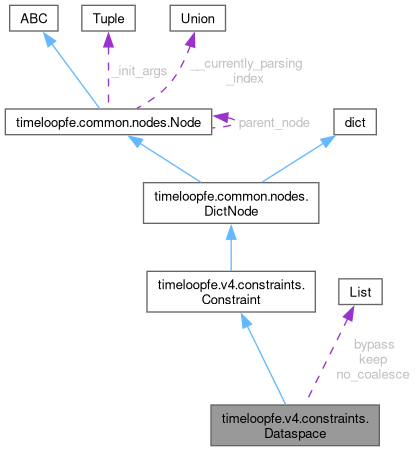 ABC
Tuple
Union
_init_args
__currently_parsing
_index
timeloopfe.common.nodes.Node
parent_node
dict
timeloopfe.common.nodes.
DictNode
timeloopfe.v4.constraints.
Constraint
List
bypass
keep
no_coalesce
timeloopfe.v4.constraints.
Dataspace